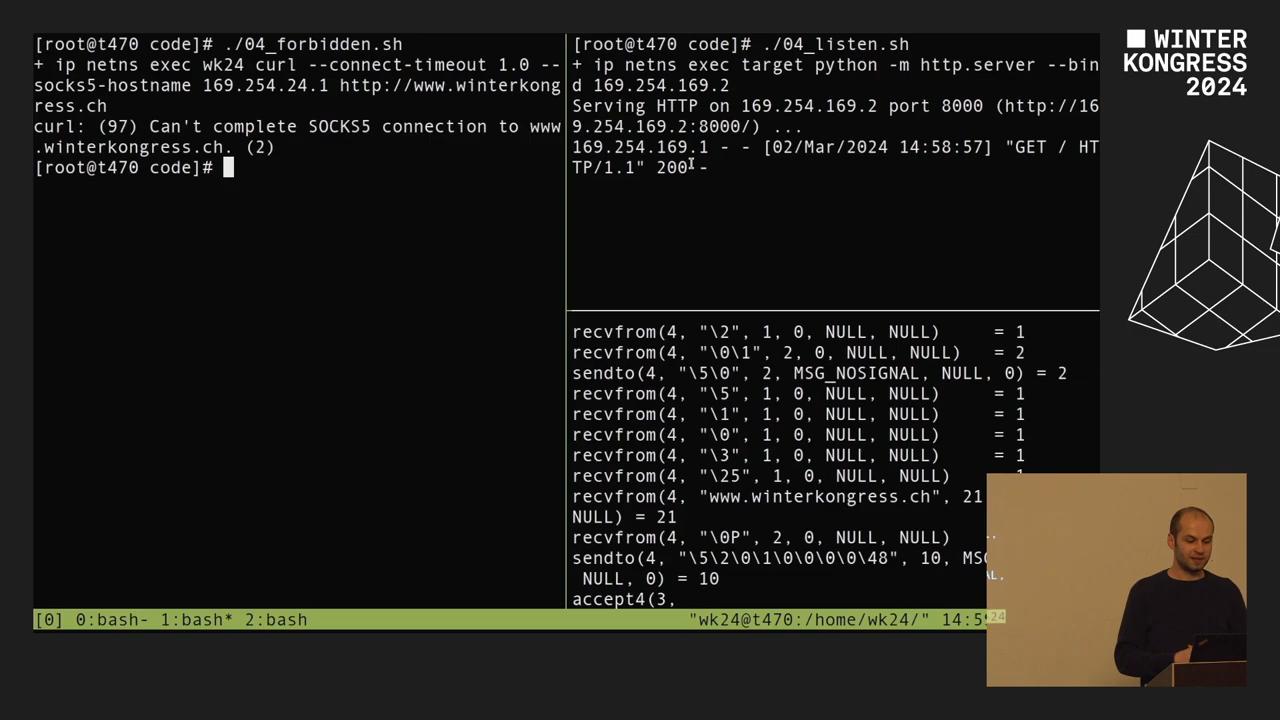 [root@t470 code]# ./04_forbidden.sh
+ ip netns exec wk24 curl --connect-timeout 1.0 --
socks5-hostname 169.254.24.1 http://www.winterkong
ress.ch
curl: (97) Can't complete SOCKS5 connection to www
.winterkongress.ch. (2)
[root@t470 code]#
[root@t470 code]# ./04_listen.sh
+ ip netns exec target python -m http.server --bin
d 169.254.169.2
Serving HTTP on 169.254.169.2 port 8000 (http://16
9.254.169.2:8000/) ...
169.254.169.1 - - [02/Mar/2024 14:58:57] "GET / HT
TP/1.1" 200 -
recvfrom(4, "\2", 1, 0, NULL, NULL) = 1
recvfrom(4, "\0\1", 2, 0, NULL, NULL) = 2
sendto(4, "\5\0", 2, MSG_NOSIGNAL, NULL, 0) = 2
recvfrom(4, "\5", 1, 0, NULL, NULL) = 1
recvfrom(4, "\1", 1, 0, NULL, NULL) = 1
recvfrom(4, "\0", 1, 0, NULL, NULL) = 1
recvfrom(4, "\3", 1, 0, NULL, NULL) = 1
recvfrom(4, "\25", 1, 0, NULL, NULL)
recvfrom(4, "www.winterkongress.ch", 21
NULL) = 21
recvfrom(4, "\0P", 2, 0, NULL, NULL)
sendto(4, "\5\2\0\1\0\0\0\0\48", 10, MSG
NULL, 0) = 10
accept4(3,
[0] 0:bash- 1:bash* 2:bash
"wk24@t470:/home/wk24/" 14:5
WINTER
KONGRESS
2024